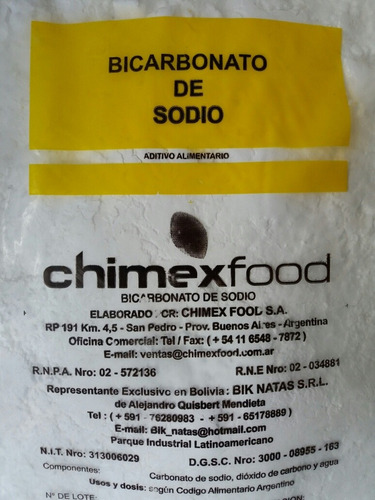 BICARBONATO
DE
SODIO
ADITIVO ALIMENTARIO
chimexfood
BICARBONATO DE SODIO
ELABORADO POR: CHIMEX FOOD S.A.
RP 191 Km. 4,5 - San Pedro - Prov. Buenos Aires - Argentina
Oficina Comercial: Tel / Fax: ( + 54 11 6548 - 7872 )
E-mail: ventas@chimexfood.com.ar
R.N.P.A. Nro: 02 - 572136
R.N.E Nro: 02 - 034881
Representante Exclusivo en Bolivia : BIK NATAS S.R.L.
de Alejandro Quisbert Mendieta
Tel : ( + 591 - 76280983 - + 591 - 65178889 )
E-mail: BIK_natas@hotmail.com
Parque Industrial Latinoamericano
N.I.T. Nro: 313006029
D.G.S.C. Nro: 3000 - 08955 - 163
Componentes:
Carbonato de sodio, dióxido de carbono y agua
Usos y dosis: según Codigo Alimentario Argentino
N° DE LOTE: